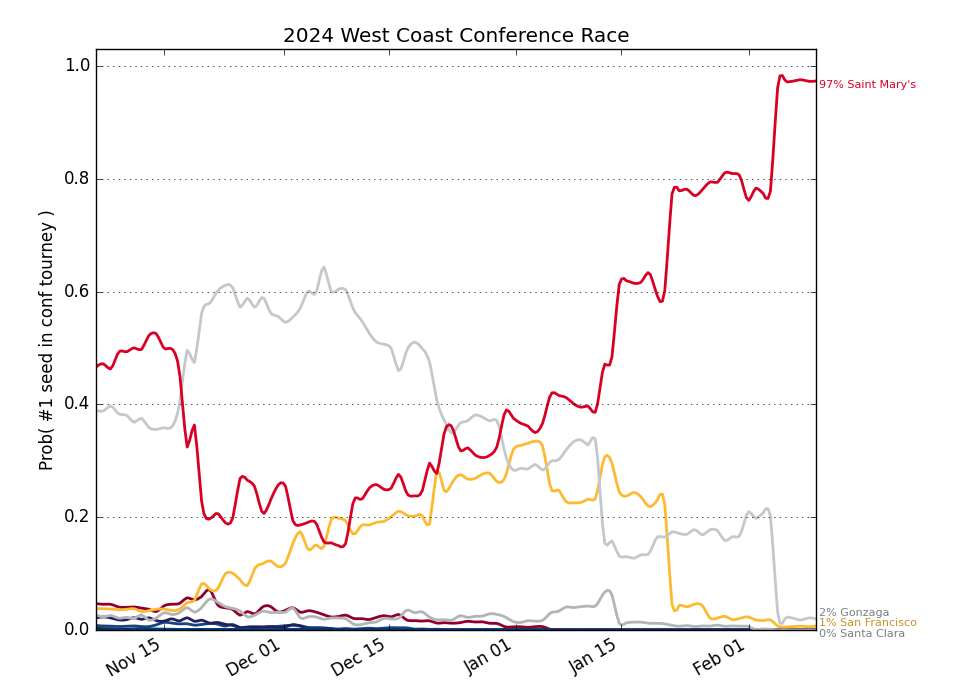 2024 West Coast Conference Race
Prob( #1 seed in conf tourney )
1.0
0.8
0.6
0.4
0.2
0.0
Nov 15
Dec 01
Dec 15
Jan 01
Jan 15
Feb 01
97% Saint Mary's
2% Gonzaga
1% San Francisco
0% Santa Clara